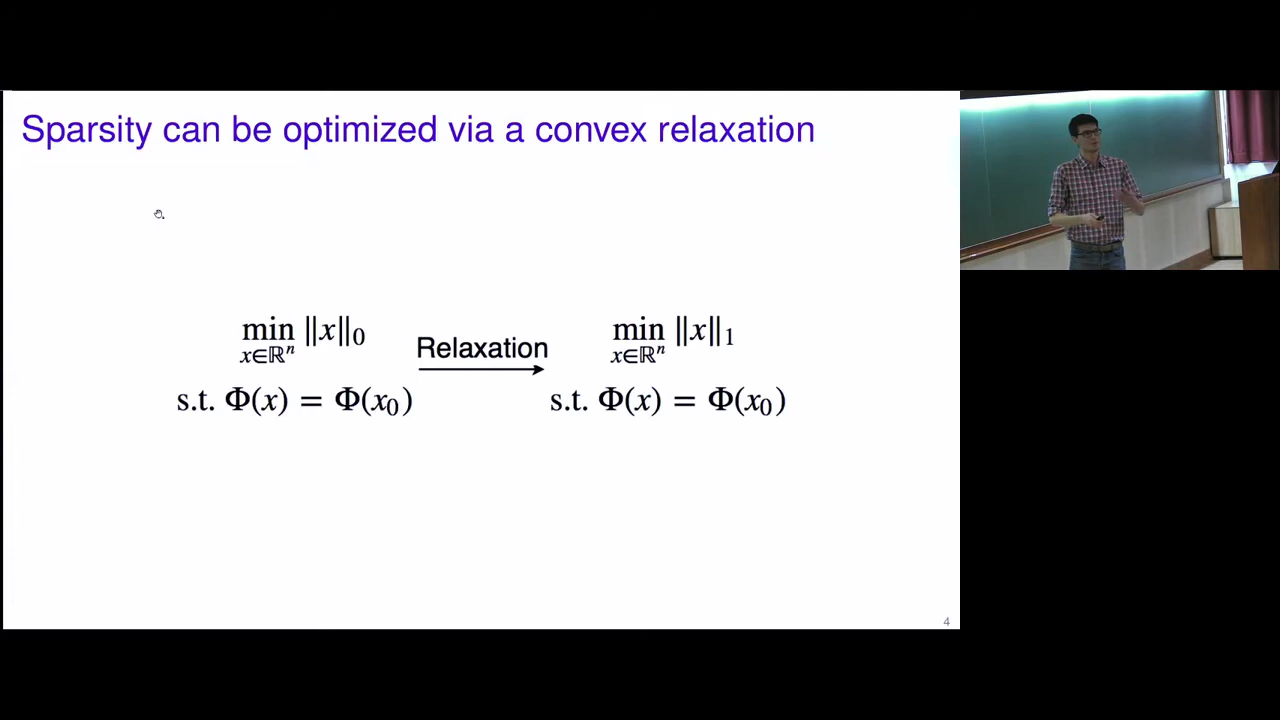 Sparsity can be optimized via a convex relaxation
min ‖x‖₀
x∈ℝⁿ
s.t. Φ(x) = Φ(x₀)
Relaxation
min ‖x‖₁
x∈ℝⁿ
s.t. Φ(x) = Φ(x₀)
4